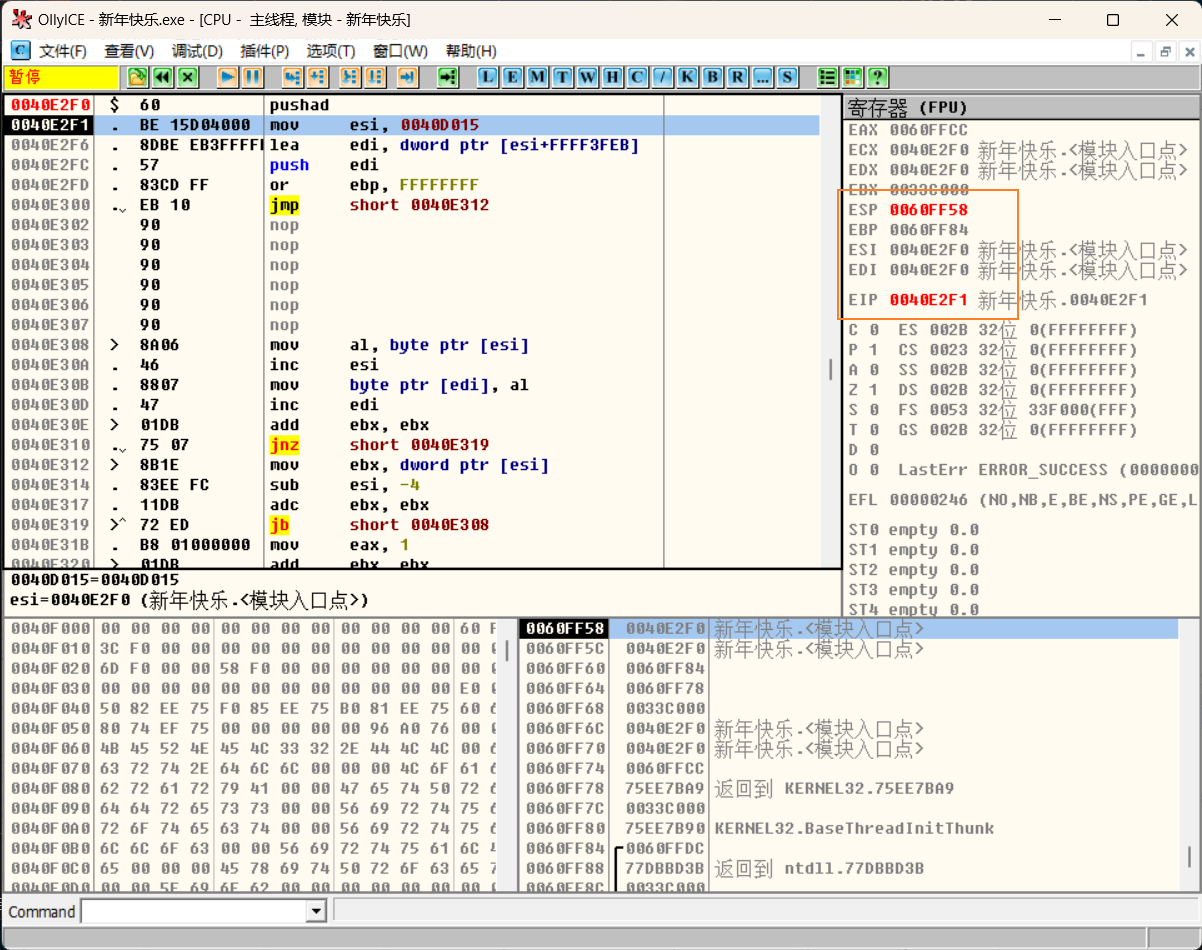 OllyICE - 新年快乐.exe - [CPU - 主线程, 模块 - 新年快乐]
文件(F) 查看(V) 调试(D) 插件(P) 选项(T) 窗口(W) 帮助(H)
暂停 L E M T W H C / K B R ... S ?
0040E2F0 $ 60 pushad
0040E2F1 . BE 15D04000 mov esi, 0040D015
0040E2F6 . 8DBE EB3FFFFF lea edi, dword ptr [esi+FFFF3FEB]
0040E2FC . 57 push edi
0040E2FD . 83CD FF or ebp, FFFFFFFF
0040E300 . EB 10 jmp short 0040E312
0040E302 90 nop
0040E303 90 nop
0040E304 90 nop
0040E305 90 nop
0040E306 90 nop
0040E307 90 nop
0040E308 > 8A06 mov al, byte ptr [esi]
0040E30A . 46 inc esi
0040E30B . 8807 mov byte ptr [edi], al
0040E30D . 47 inc edi
0040E30E > 01DB add ebx, ebx
0040E310 . 75 07 jnz short 0040E319
0040E312 > 8B1E mov ebx, dword ptr [esi]
0040E314 . 83EE FC sub esi, -4
0040E317 . 11DB adc ebx, ebx
0040E319 >^ 72 ED jb short 0040E308
0040E31B . B8 01000000 mov eax, 1
0040E320 > 01DB add ebx, ebx
0040D015=0040D015
esi=0040E2F0 (新年快乐.<模块入口点>)
寄存器 (FPU)
EAX 0060FFCC
ECX 0040E2F0 新年快乐.<模块入口点>
EDX 0040E2F0 新年快乐.<模块入口点>
EBX 0033C000
ESP 0060FF58
EBP 0060FF84
ESI 0040E2F0 新年快乐.<模块入口点>
EDI 0040E2F0 新年快乐.<模块入口点>
EIP 0040E2F1 新年快乐.0040E2F1
C 0 ES 002B 32位 0(FFFFFFFF)
P 1 CS 0023 32位 0(FFFFFFFF)
A 0 SS 002B 32位 0(FFFFFFFF)
Z 1 DS 002B 32位 0(FFFFFFFF)
S 0 FS 0053 32位 33F000(FFF)
T 0 GS 002B 32位 0(FFFFFFFF)
D 0
O 0 LastErr ERROR_SUCCESS (0000000
EFL 00000246 (NO,NB,E,BE,NS,PE,GE,L
ST0 empty 0.0
ST1 empty 0.0
ST2 empty 0.0
ST3 empty 0.0
ST4 empty 0.0
0040F000 00 00 00 00 00 00 00 00 00 00 00 00 60
0040F010 3C F0 00 00 00 00 00 00 00 00 00 00 00
0040F020 6D F0 00 00 58 F0 00 00 00 00 00 00 00
0040F030 00 00 00 00 00 00 00 00 00 00 00 00 E0
0040F040 50 82 EE 75 F0 85 EE 75 B0 81 EE 75 60
0040F050 80 74 EF 75 00 00 00 00 00 96 A0 76 00
0040F060 4B 45 52 4E 45 4C 33 32 2E 44 4C 4C 00
0040F070 63 72 74 2E 64 6C 6C 00 00 00 4C 6F 61
0040F080 62 72 61 72 79 41 00 00 47 65 74 50 72
0040F090 64 64 72 65 73 73 00 00 56 69 72 74 75
0040F0A0 72 6F 74 65 63 74 00 00 56 69 72 74 75
0040F0B0 6C 6C 6F 63 00 00 56 69 72 74 75 61 6C
0040F0C0 65 00 00 00 45 78 69 74 50 72 6F 63 65
0040F0D0 00 00 5F 69 6F 62 00 00 00 00 00 00 00
0060FF58 0040E2F0 新年快乐.<模块入口点>
0060FF5C 0040E2F0 新年快乐.<模块入口点>
0060FF60 0060FF84
0060FF64 0060FF78
0060FF68 0033C000
0060FF6C 0040E2F0 新年快乐.<模块入口点>
0060FF70 0040E2F0 新年快乐.<模块入口点>
0060FF74 0060FFCC
0060FF78 75EE7BA9 返回到 KERNEL32.75EE7BA9
0060FF7C 0033C000
0060FF80 75EE7B90 KERNEL32.BaseThreadInitThunk
0060FF84 0060FFDC
0060FF88 77DBBD3B 返回到 ntdll.77DBBD3B
0060FF8C 0033C000
Command